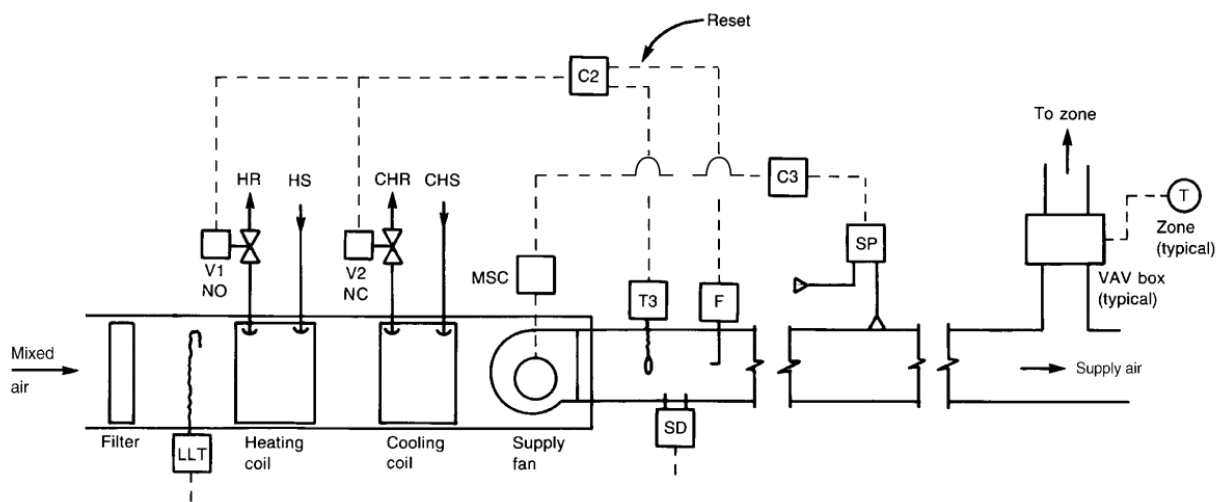 Reset
C2
To zone
HR
HS
CHR
CHS
C3
T
Zone
(typical)
SP
V1
NO
V2
NC
MSC
T3
F
VAV box
(typical)
Mixed
air
Supply air
Filter
LLT
Heating
coil
Cooling
coil
Supply
fan
SD